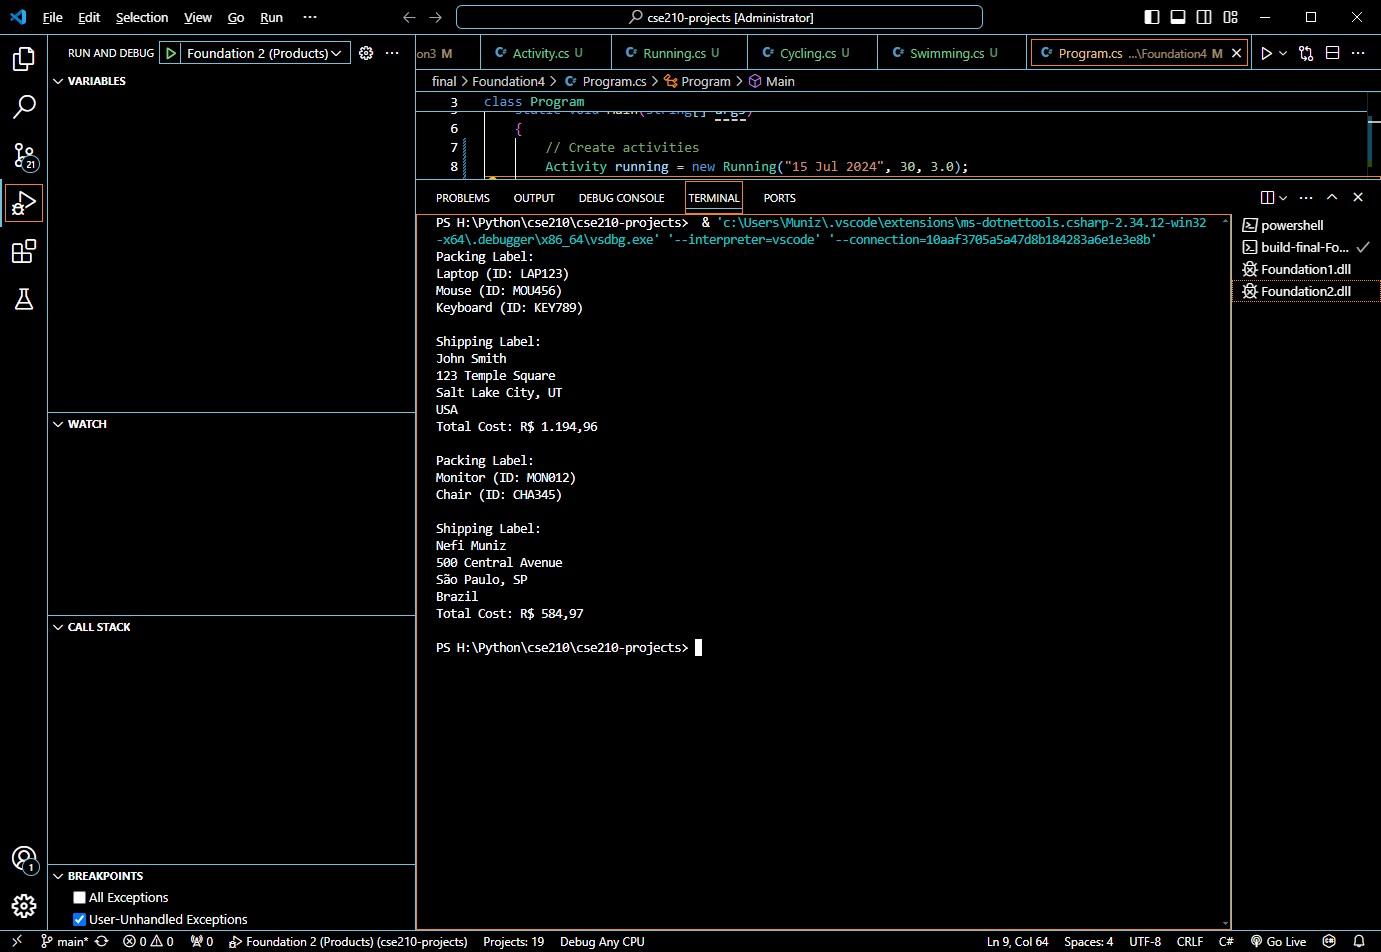 File Edit Selection View Go Run ··· cse210-projects [Administrator]
RUN AND DEBUG Foundation 2 (Products) ···
VARIABLES
WATCH
CALL STACK
BREAKPOINTS
All Exceptions
User-Unhandled Exceptions
21
1
on3 M Activity.cs U Running.cs U Cycling.cs U Swimming.cs U Program.cs ...\Foundation4 M
final > Foundation4 > Program.cs > Program > Main
3 class Program
static void Main(string[] args)
6 {
7 // Create activities
8 Activity running = new Running("15 Jul 2024", 30, 3.0);
PROBLEMS OUTPUT DEBUG CONSOLE TERMINAL PORTS
PS H:\Python\cse210\cse210-projects> & 'c:\Users\Muniz\.vscode\extensions\ms-dotnettools.csharp-2.34.12-win32
-x64\.debugger\x86_64\vsdbg.exe' '--interpreter=vscode' '--connection=10aaf3705a5a47d8b184283a6e1e3e8b'
Packing Label:
Laptop (ID: LAP123)
Mouse (ID: MOU456)
Keyboard (ID: KEY789)
Shipping Label:
John Smith
123 Temple Square
Salt Lake City, UT
USA
Total Cost: R$ 1.194,96
Packing Label:
Monitor (ID: MON012)
Chair (ID: CHA345)
Shipping Label:
Nefi Muniz
500 Central Avenue
São Paulo, SP
Brazil
Total Cost: R$ 584,97
PS H:\Python\cse210\cse210-projects>
powershell
build-final-Fo...
Foundation1.dll
Foundation2.dll
main* 0 0 0 Foundation 2 (Products) (cse210-projects) Projects: 19 Debug Any CPU Ln 9, Col 64 Spaces: 4 UTF-8 CRLF C# Go Live